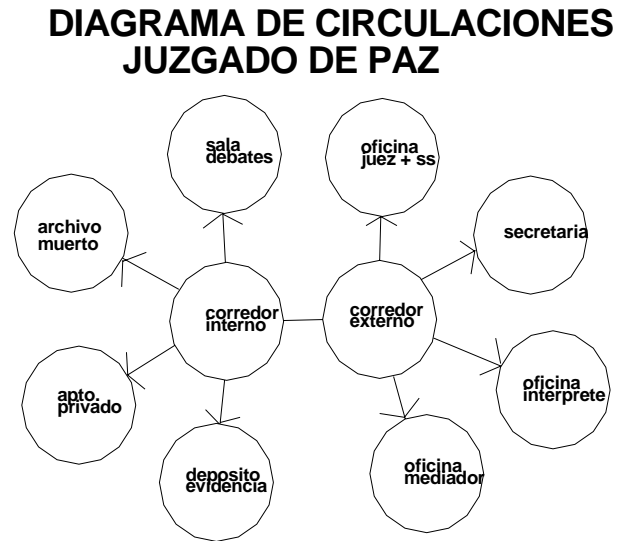 DIAGRAMA DE CIRCULACIONES
JUZGADO DE PAZ
sala
debates
oficina
juez + ss
archivo
muerto
secretaria
corredor
interno
corredor
externo
apto.
privado
oficina
interprete
deposito
evidencia
oficina
mediador